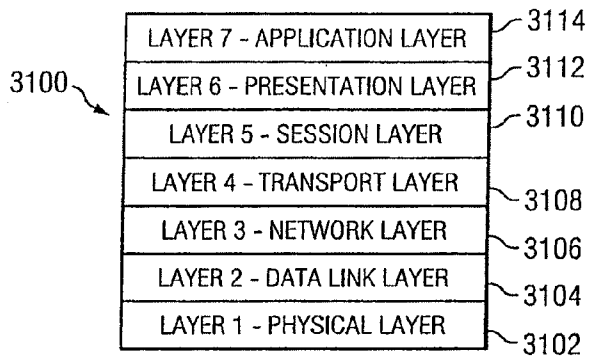 LAYER 7 - APPLICATION LAYER 3114
LAYER 6 - PRESENTATION LAYER 3112
3100
LAYER 5 - SESSION LAYER 3110
LAYER 4 - TRANSPORT LAYER 3108
LAYER 3 - NETWORK LAYER 3106
LAYER 2 - DATA LINK LAYER 3104
LAYER 1 - PHYSICAL LAYER 3102